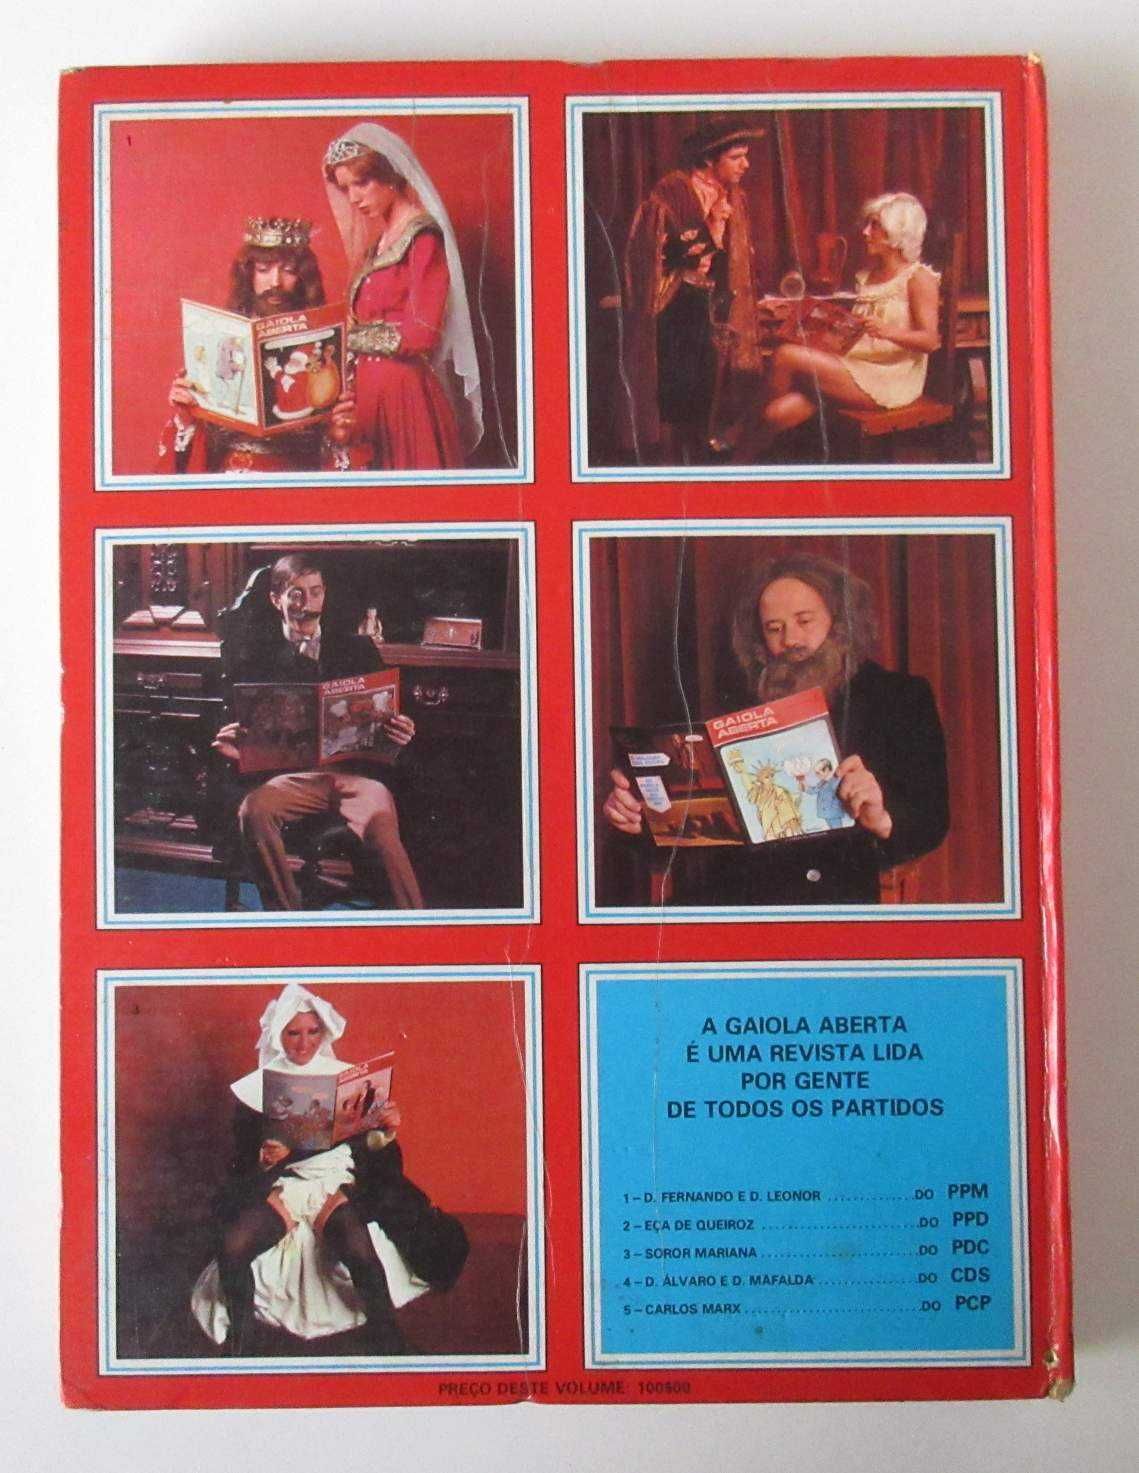 1
GAIOLA
ABERTA
GAIOLA
ABERTA
GAIOLA
ABERTA
3
A GAIOLA ABERTA
É UMA REVISTA LIDA
POR GENTE
DE TODOS OS PARTIDOS
1 – D. FERNANDO E D. LEONOR ..............DO PPM
2 – EÇA DE QUEIROZ ........................DO PPD
3 – SOROR MARIANA ........................DO PDC
4 – D. ÁLVARO E D. MAFALDA ...............DO CDS
5 – CARLOS MARX ...........................DO PCP
PREÇO DESTE VOLUME: 100$00